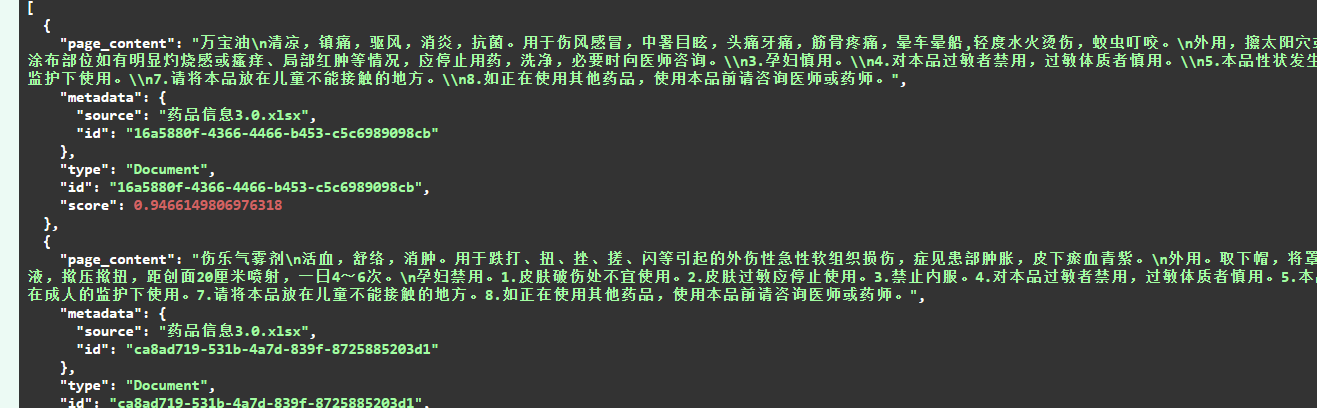 [
{
"page_content": "万宝油\n清凉，镇痛，驱风，消炎，抗菌。用于伤风感冒，中署目眩，头痛牙痛，筋骨疼痛，晕车晕船,轻度水火烫伤，蚊虫叮咬。\n外用，擦太阳穴或
涂布部位如有明显灼烧感或瘙痒、局部红肿等情况，应停止用药，洗净，必要时向医师咨询。\\n3.孕妇慎用。\\n4.对本品过敏者禁用，过敏体质者慎用。\\n5.本品性状发生
监护下使用。\\n7.请将本品放在儿童不能接触的地方。\\n8.如正在使用其他药品，使用本品前请咨询医师或药师。",
"metadata": {
"source": "药品信息3.0.xlsx",
"id": "16a5880f-4366-4466-b453-c5c6989098cb"
},
"type": "Document",
"id": "16a5880f-4366-4466-b453-c5c6989098cb",
"score": 0.9466149806976318
},
{
"page_content": "伤乐气雾剂\n活血，舒络，消肿。用于跌打、扭、挫、搓、闪等引起的外伤性急性软组织损伤，症见患部肿胀，皮下瘀血青紫。\n外用。取下帽，将罩
液，揿压揿扭，距创面20厘米喷射，一日4～6次。\n孕妇禁用。1.皮肤破伤处不宜使用。2.皮肤过敏应停止使用。3.禁止内服。4.对本品过敏者禁用，过敏体质者慎用。5.本
在成人的监护下使用。7.请将本品放在儿童不能接触的地方。8.如正在使用其他药品，使用本品前请咨询医师或药师。",
"metadata": {
"source": "药品信息3.0.xlsx",
"id": "ca8ad719-531b-4a7d-839f-8725885203d1"
},
"type": "Document",
"id": "ca8ad719-531b-4a7d-839f-8725885203d1",